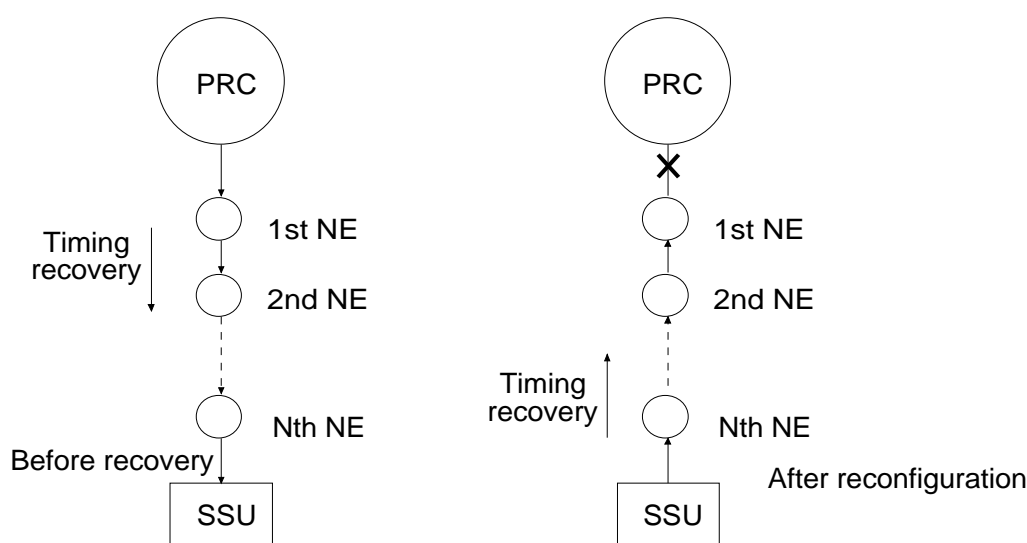 PRC
1st NE
Timing
recovery
2nd NE
Nth NE
Before recovery
SSU
PRC
1st NE
2nd NE
Timing
recovery
Nth NE
After reconfiguration
SSU